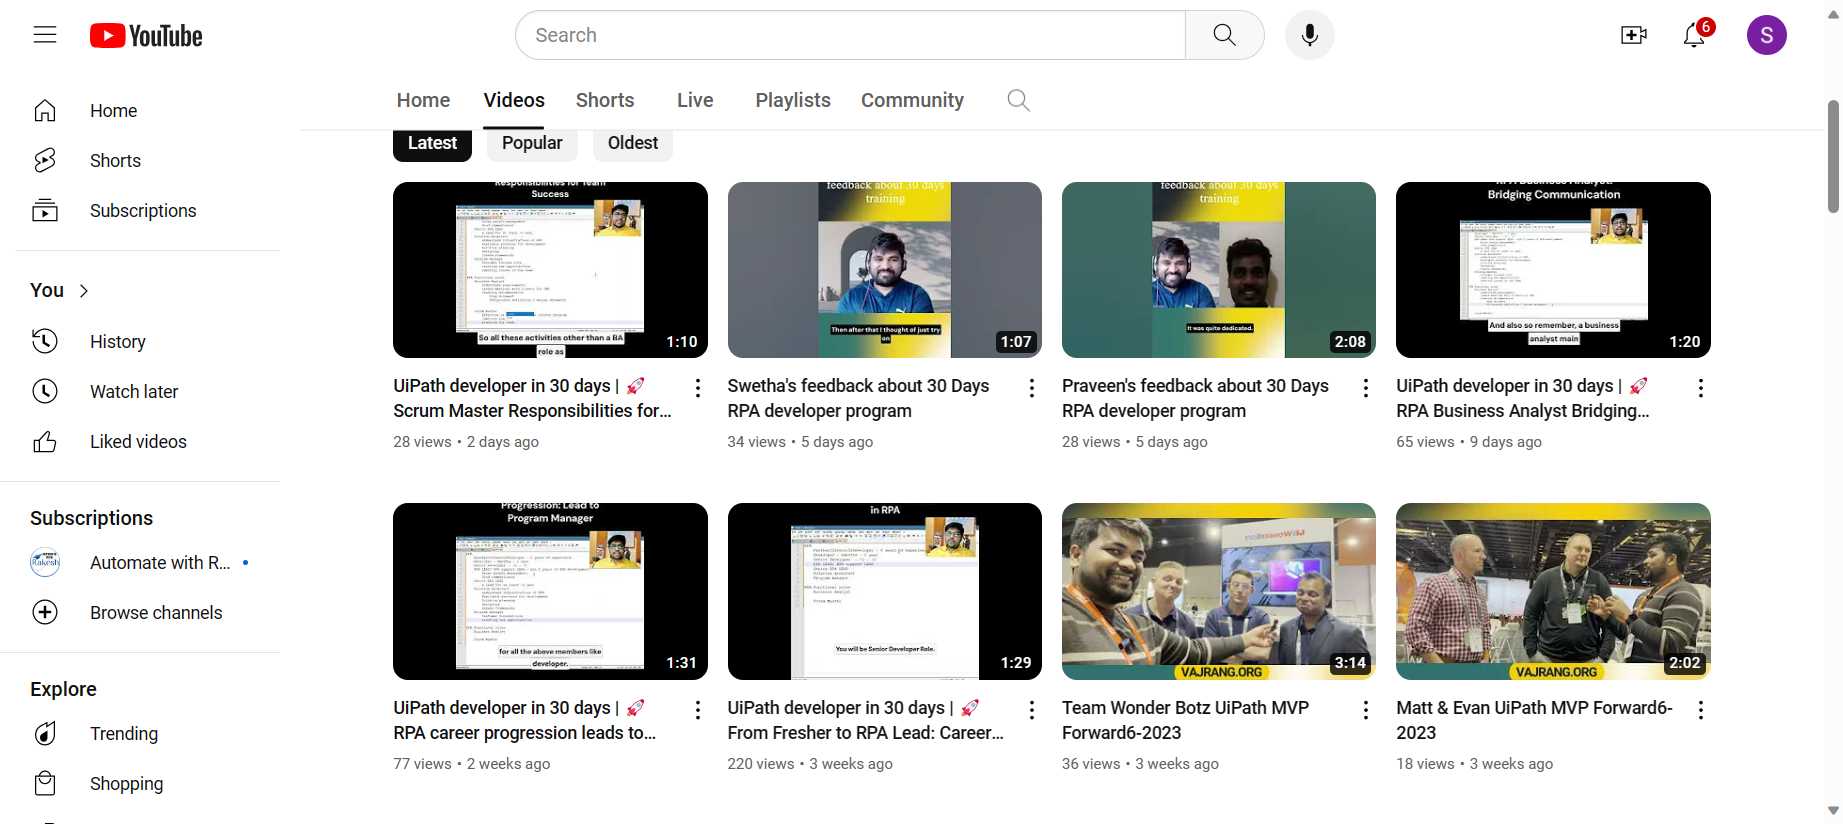 YouTube
Search
6
S
Home
Shorts
Subscriptions
You
History
Watch later
Liked videos
Subscriptions
Automate with R...
Browse channels
Explore
Trending
Shopping
Home
Videos
Shorts
Live
Playlists
Community
Latest
Popular
Oldest
Responsibilities for Team
Success
So all these activities other than a BA
role as
1:10
UiPath developer in 30 days | 🚀
Scrum Master Responsibilities for...
28 views • 2 days ago
feedback about 30 days
training
Then after that I thought of just try
on
1:07
Swetha's feedback about 30 Days
RPA developer program
34 views • 5 days ago
feedback about 30 days
training
It was quite dedicated.
2:08
Praveen's feedback about 30 Days
RPA developer program
28 views • 5 days ago
RPA Business Analyst:
Bridging Communication
And also so remember, a business
analyst main
1:20
UiPath developer in 30 days | 🚀
RPA Business Analyst Bridging...
65 views • 9 days ago
Progression: Lead to
Program Manager
for all the above members like
developer.
1:31
UiPath developer in 30 days | 🚀
RPA career progression leads to...
77 views • 2 weeks ago
in RPA
You will be Senior Developer Role.
1:29
UiPath developer in 30 days | 🚀
From Fresher to RPA Lead: Career...
220 views • 3 weeks ago
VAJRANG.ORG
3:14
Team Wonder Botz UiPath MVP
Forward6-2023
36 views • 3 weeks ago
VAJRANG.ORG
2:02
Matt & Evan UiPath MVP Forward6-
2023
18 views • 3 weeks ago